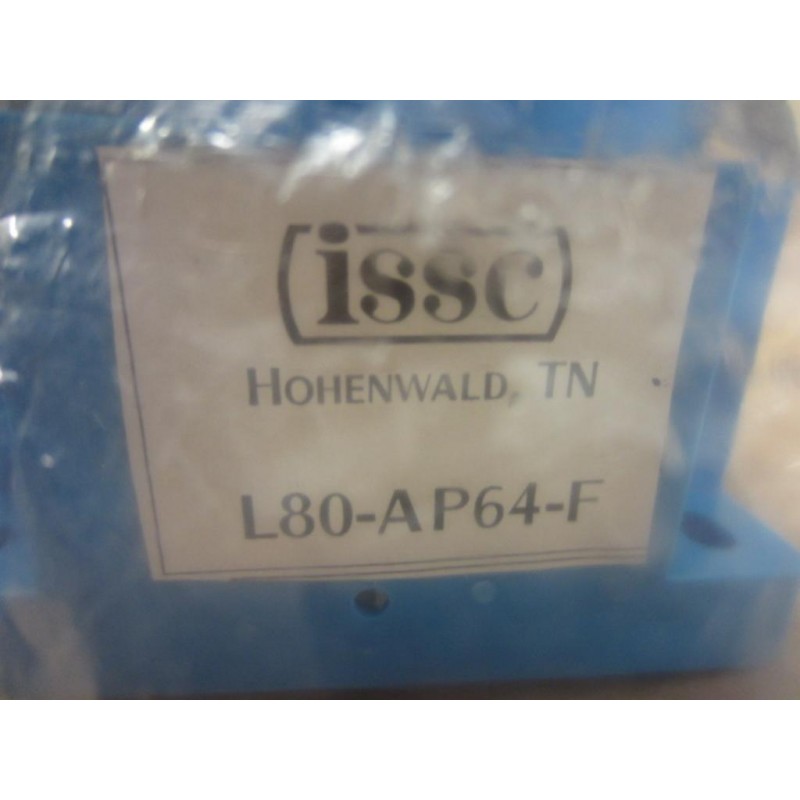 issc
HOHENWALD, TN
L80-AP64-F